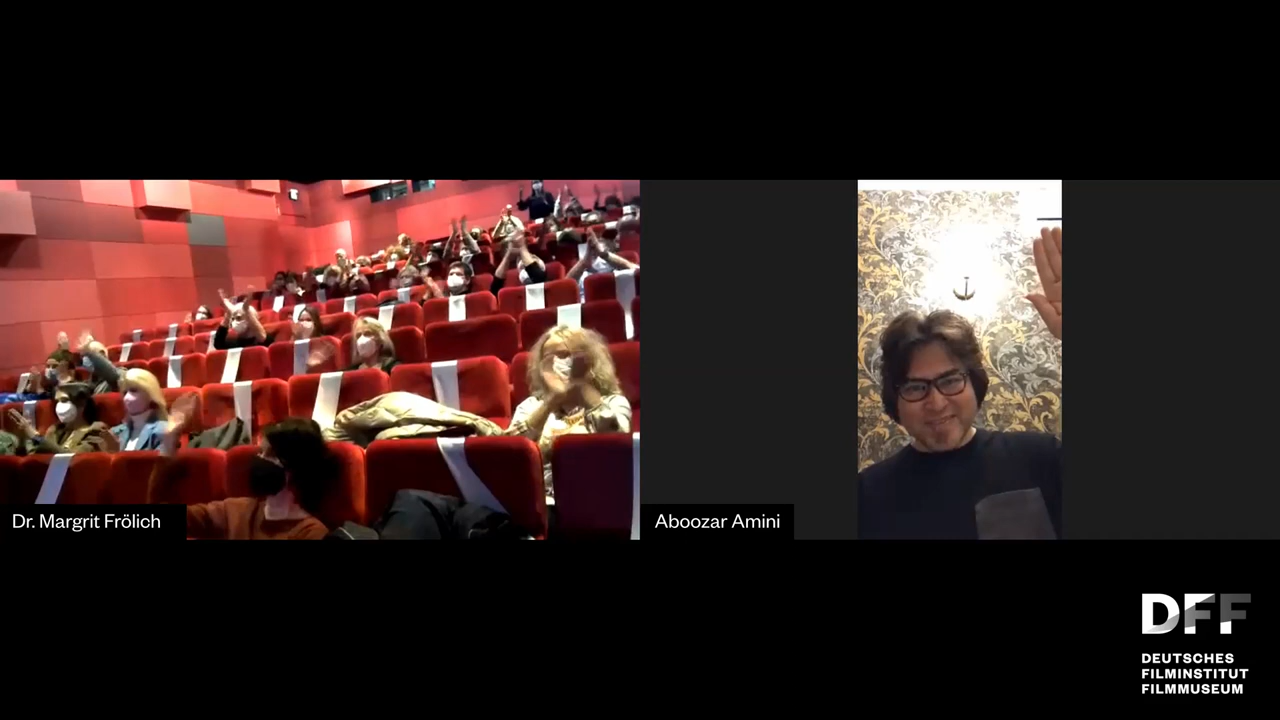 Dr. Margrit Frölich
Aboozar Amini
DFF
DEUTSCHES
FILMINSTITUT
FILMMUSEUM